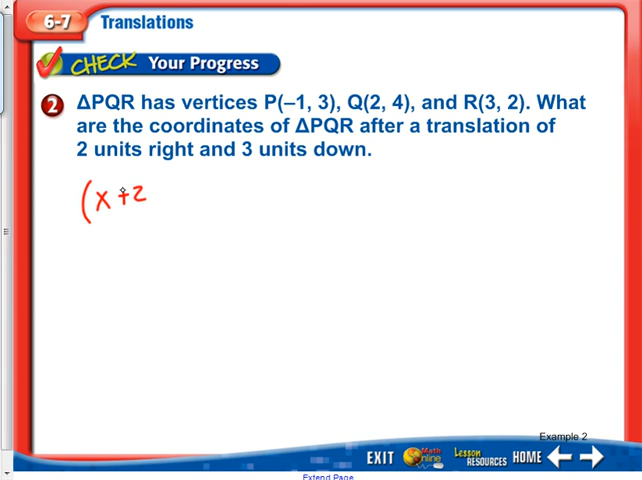 6-7 Translations
CHECK Your Progress
2 ΔPQR has vertices P(–1, 3), Q(2, 4), and R(3, 2). What
are the coordinates of ΔPQR after a translation of
2 units right and 3 units down.
(x +2
Example 2
EXIT Math Online Lesson RESOURCES HOME
Extend Page